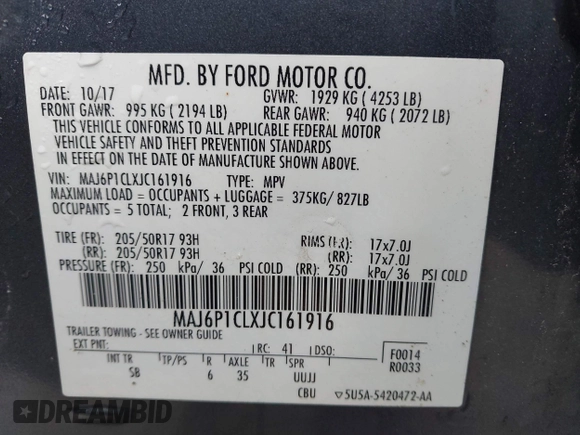 MFD. BY FORD MOTOR CO.
DATE: 10/17 GVWR: 1929 KG ( 4253 LB)
FRONT GAWR: 995 KG ( 2194 LB) REAR GAWR: 940 KG ( 2072 LB)
THIS VEHICLE CONFORMS TO ALL APPLICABLE FEDERAL MOTOR
VEHICLE SAFETY AND THEFT PREVENTION STANDARDS
IN EFFECT ON THE DATE OF MANUFACTURE SHOWN ABOVE.
VIN: MAJ6P1CLXJC161916 TYPE: MPV
MAXIMUM LOAD = OCCUPANTS + LUGGAGE = 375KG/ 827LB
OCCUPANTS = 5 TOTAL; 2 FRONT, 3 REAR
TIRE (FR): 205/50R17 93H RIMS (FR): 17x7.0J
(RR): 205/50R17 93H (RR): 17x7.0J
PRESSURE (FR) 250 kPa/ 36 PSI COLD (RR) 250 kPa/ 36 PSI COLD
MAJ6P1CLXJC161916
TRAILER TOWING - SEE OWNER GUIDE
EXT PNT: RC: 41 DSO: F0014
R0033
INT TR TP/PS R AXLE TR SPR
SB 6 35 UUJJ
CBU ▽5U5A-5420472-AA
DREAMBID